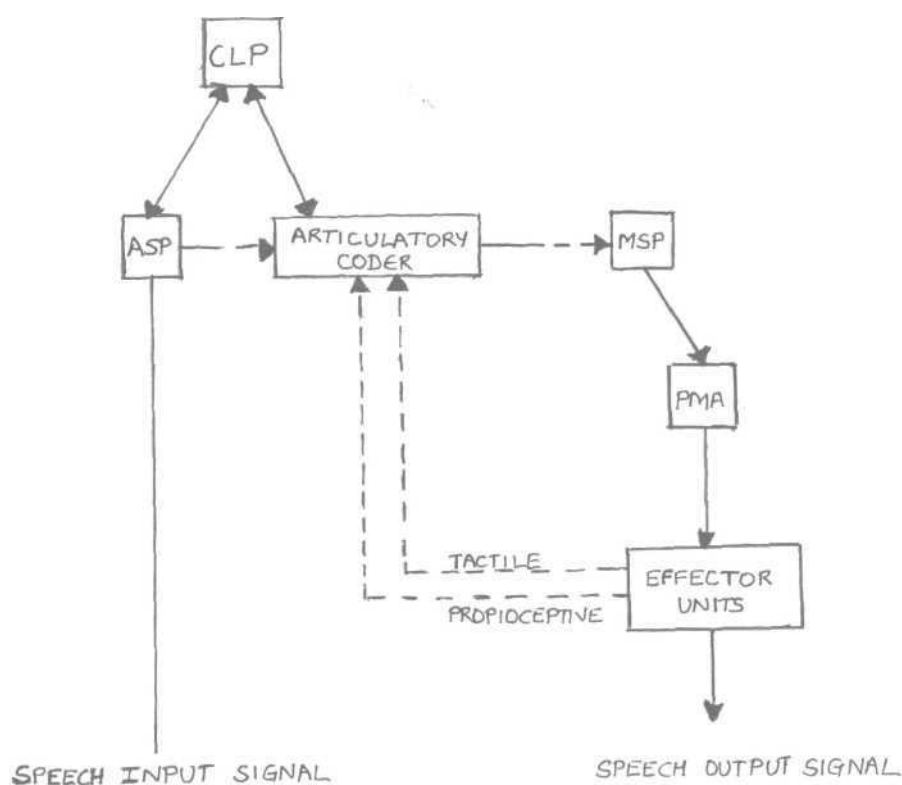 CLP
ASP
ARTICULATORY
CODER
MSP
PMA
TACTILE
PROPIOCEPTIVE
EFFECTOR
UNITS
SPEECH INPUT SIGNAL
SPEECH OUTPUT SIGNAL